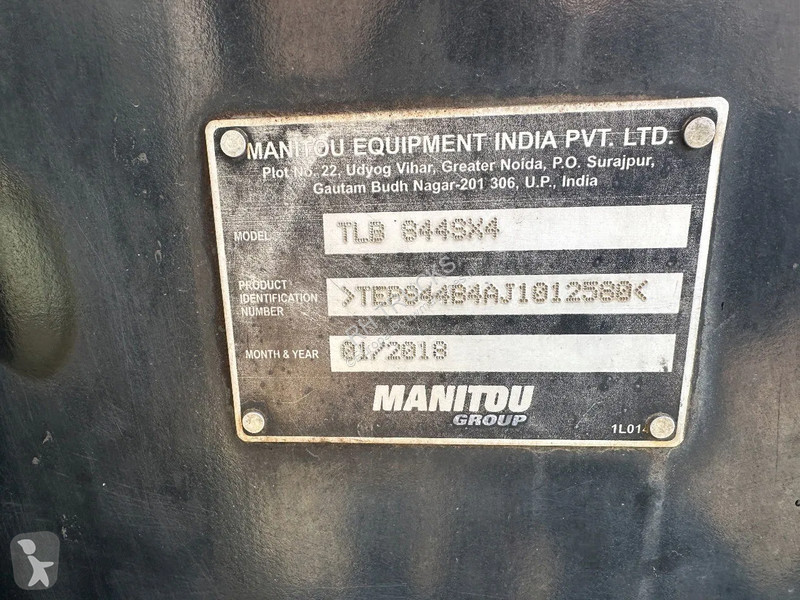 MANITOU EQUIPMENT INDIA PVT. LTD.
Plot No. 22, Udyog Vihar, Greater Noida, P.O. Surajpur,
Gautam Budh Nagar-201 306, U.P., India
MODEL TLB 844SX4
PRODUCT
IDENTIFICATION
NUMBER
>TEP844B4AJ1012580<
MONTH & YEAR 01/2018
MANITOU
GROUP